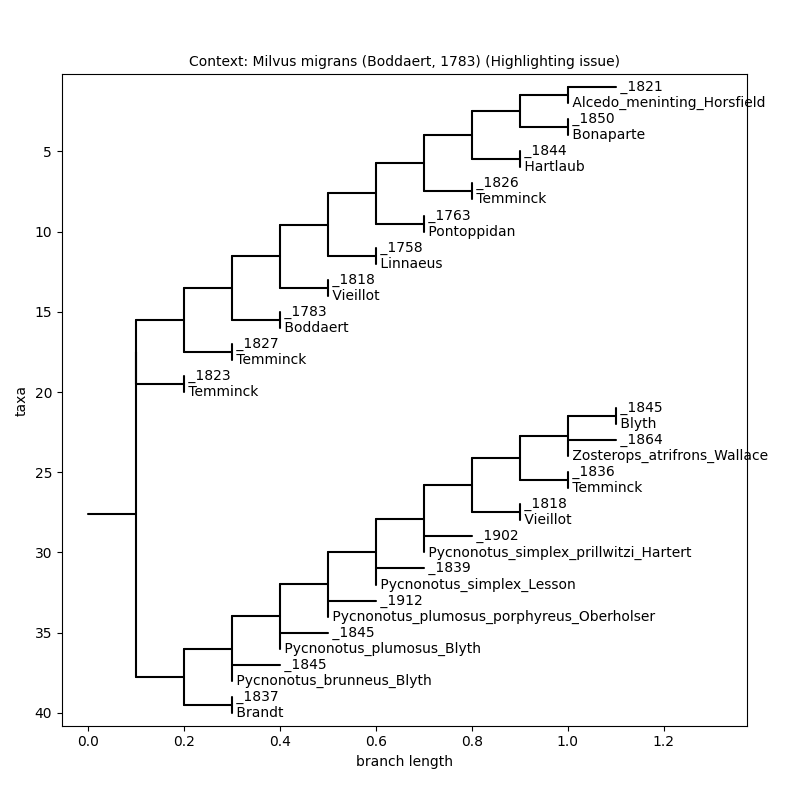 Context: Milvus migrans (Boddaert, 1783) (Highlighting issue)
_1821
Alcedo_meninting_Horsfield
_1850
Bonaparte
_1844
Hartlaub
_1826
Temminck
_1763
Pontoppidan
_1758
Linnaeus
_1818
Vieillot
_1783
Boddaert
_1827
Temminck
_1823
Temminck
_1845
Blyth
_1864
Zosterops_atrifrons_Wallace
_1836
Temminck
_1818
Vieillot
_1902
Pycnonotus_simplex_prillwitzi_Hartert
_1839
Pycnonotus_simplex_Lesson
_1912
Pycnonotus_plumosus_porphyreus_Oberholser
_1845
Pycnonotus_plumosus_Blyth
_1845
Pycnonotus_brunneus_Blyth
_1837
Brandt
5
10
15
20
25
30
35
40
taxa
0.0 0.2 0.4 0.6 0.8 1.0 1.2
branch length